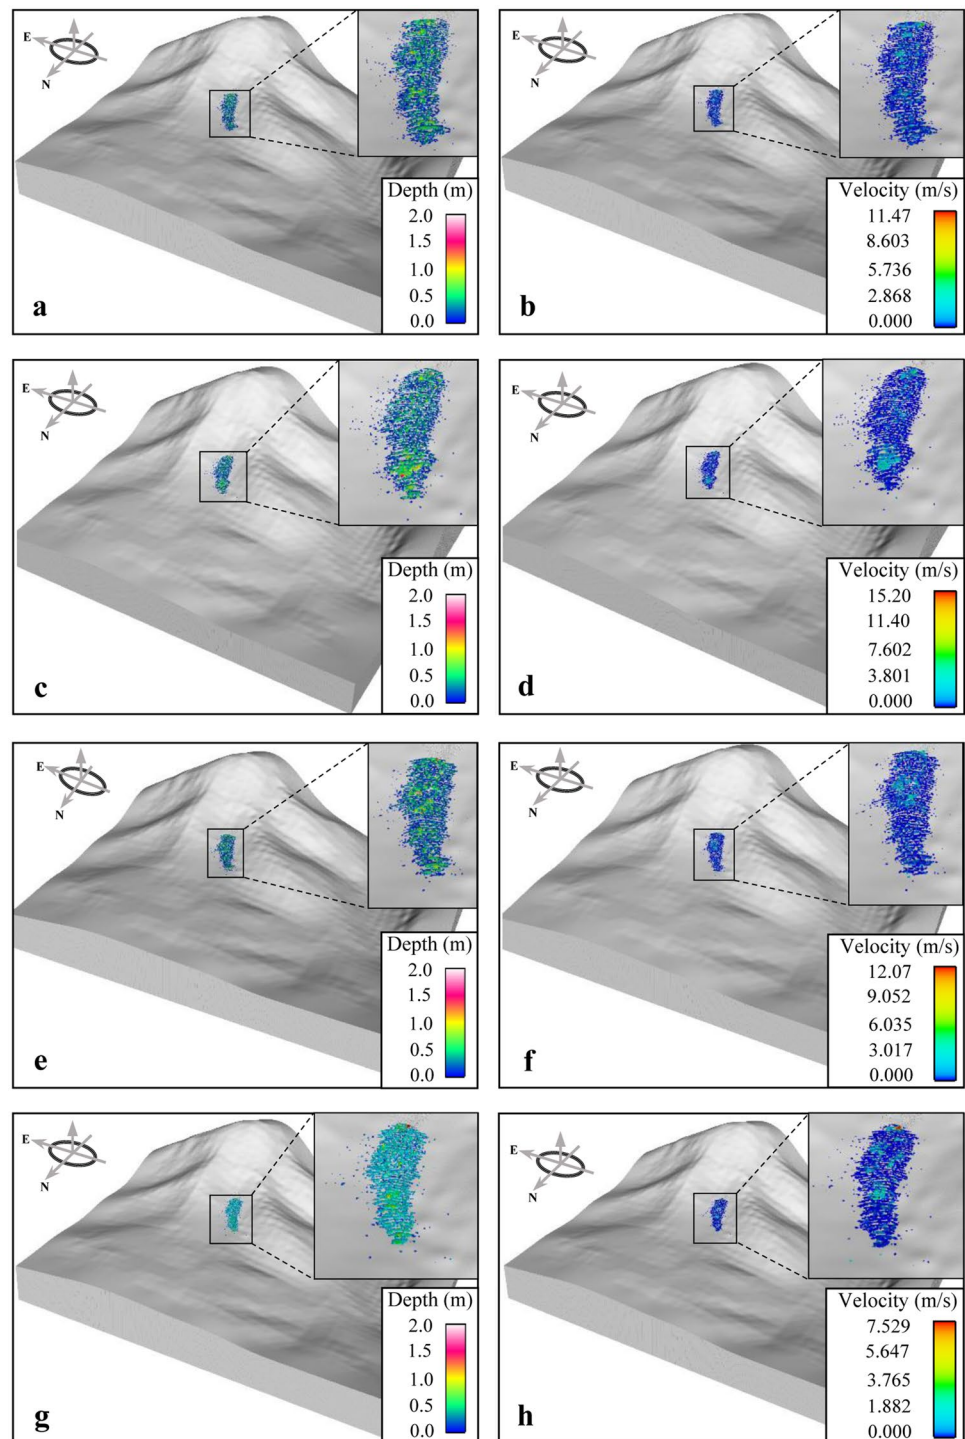 E
N
Depth (m)
2.0
1.5
1.0
0.5
0.0
a
E
N
Velocity (m/s)
11.47
8.603
5.736
2.868
0.000
b
E
N
Depth (m)
2.0
1.5
1.0
0.5
0.0
c
E
N
Velocity (m/s)
15.20
11.40
7.602
3.801
0.000
d
E
N
Depth (m)
2.0
1.5
1.0
0.5
0.0
e
E
N
Velocity (m/s)
12.07
9.052
6.035
3.017
0.000
f
E
N
Depth (m)
2.0
1.5
1.0
0.5
0.0
g
E
N
Velocity (m/s)
7.529
5.647
3.765
1.882
0.000
h